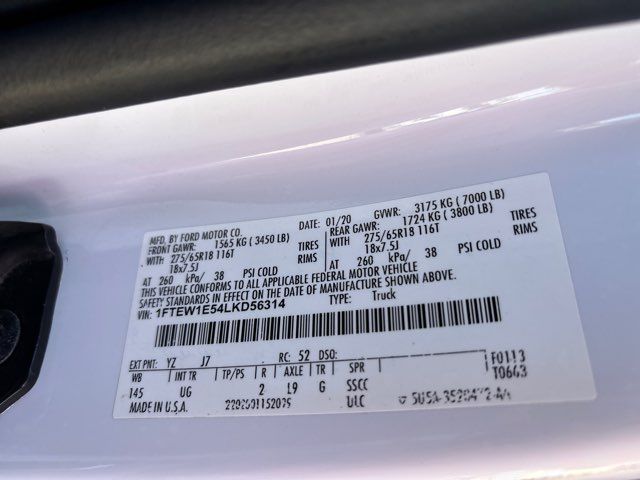 MFD. BY FORD MOTOR CO.
DATE: 01/20 GVWR: 3175 KG ( 7000 LB)
FRONT GAWR: 1565 KG ( 3450 LB) REAR GAWR: 1724 KG ( 3800 LB)
WITH 275/65R18 116T TIRES WITH 275/65R18 116T TIRES
18x7.5J RIMS 18x7.5J RIMS
AT 260 kPa/ 38 PSI COLD AT 260 kPa/ 38 PSI COLD
THIS VEHICLE CONFORMS TO ALL APPLICABLE FEDERAL MOTOR VEHICLE
SAFETY STANDARDS IN EFFECT ON THE DATE OF MANUFACTURE SHOWN ABOVE.
VIN: 1FTEW1E54LKD56314 TYPE: Truck
EXT PNT: YZ J7 RC: 52 DSO:
WB INT TR TP/PS R AXLE TR SPR F0113
145 UG 2 L9 G SSCC T0643
MADE IN U.S.A. ULC